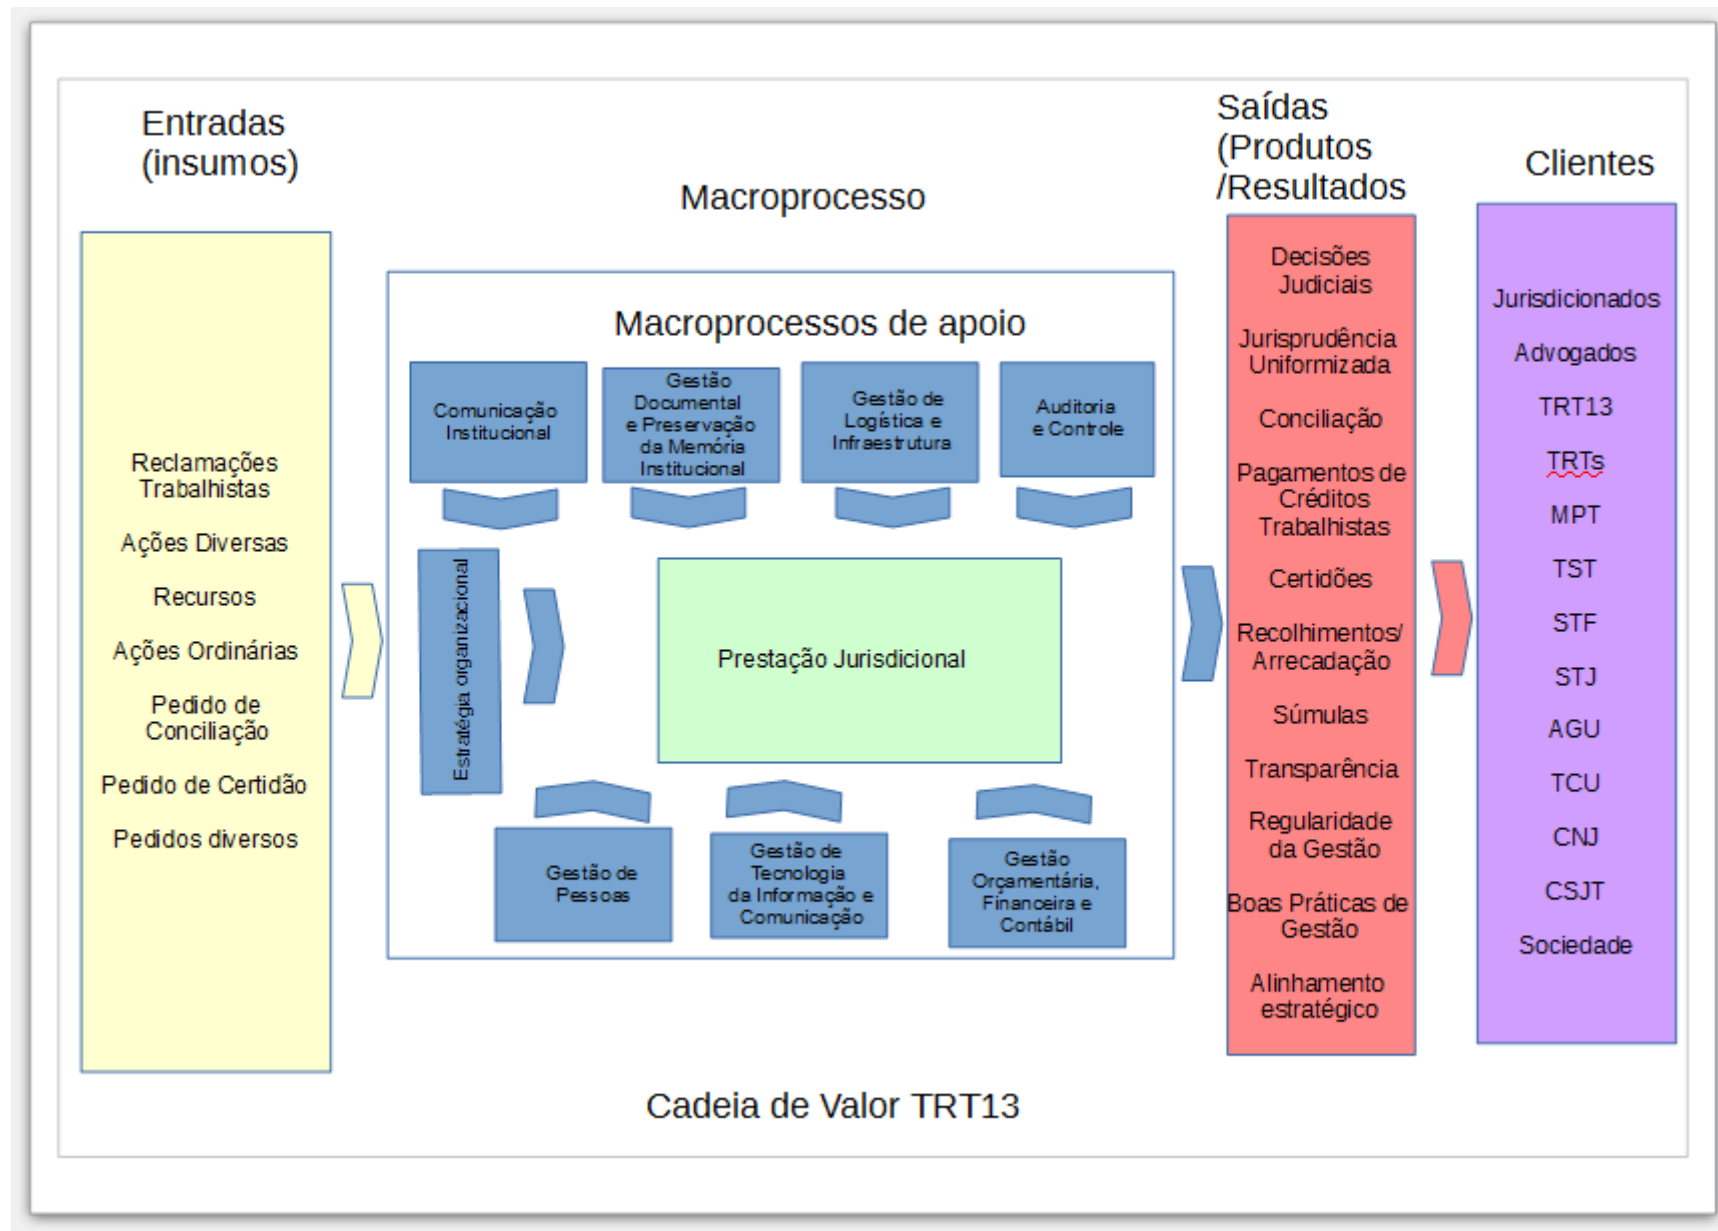 Entradas
(insumos)
Reclamações
Trabalhistas
Ações Diversas
Recursos
Ações Ordinárias
Pedido de
Conciliação
Pedido de Certidão
Pedidos diversos
Macroprocesso
Macroprocessos de apoio
Comunicação
Institucional
Gestão
Documental
e Preservação
da Memória
Institucional
Gestão de
Logística e
Infraestrutura
Auditoria
e Controle
Estratégia organizacional
Prestação Jurisdicional
Gestão de
Pessoas
Gestão de
Tecnologia
da Informação e
Comunicação
Gestão
Orçamentária,
Financeira e
Contábil
Saídas
(Produtos
/Resultados
Decisões
Judiciais
Jurisprudência
Uniformizada
Conciliação
Pagamentos de
Créditos
Trabalhistas
Certidões
Recolhimentos/
Arrecadação
Súmulas
Transparência
Regularidade
da Gestão
Boas Práticas de
Gestão
Alinhamento
estratégico
Clientes
Jurisdicionados
Advogados
TRT13
TRTs
MPT
TST
STF
STJ
AGU
TCU
CNJ
CSJT
Sociedade
Cadeia de Valor TRT13